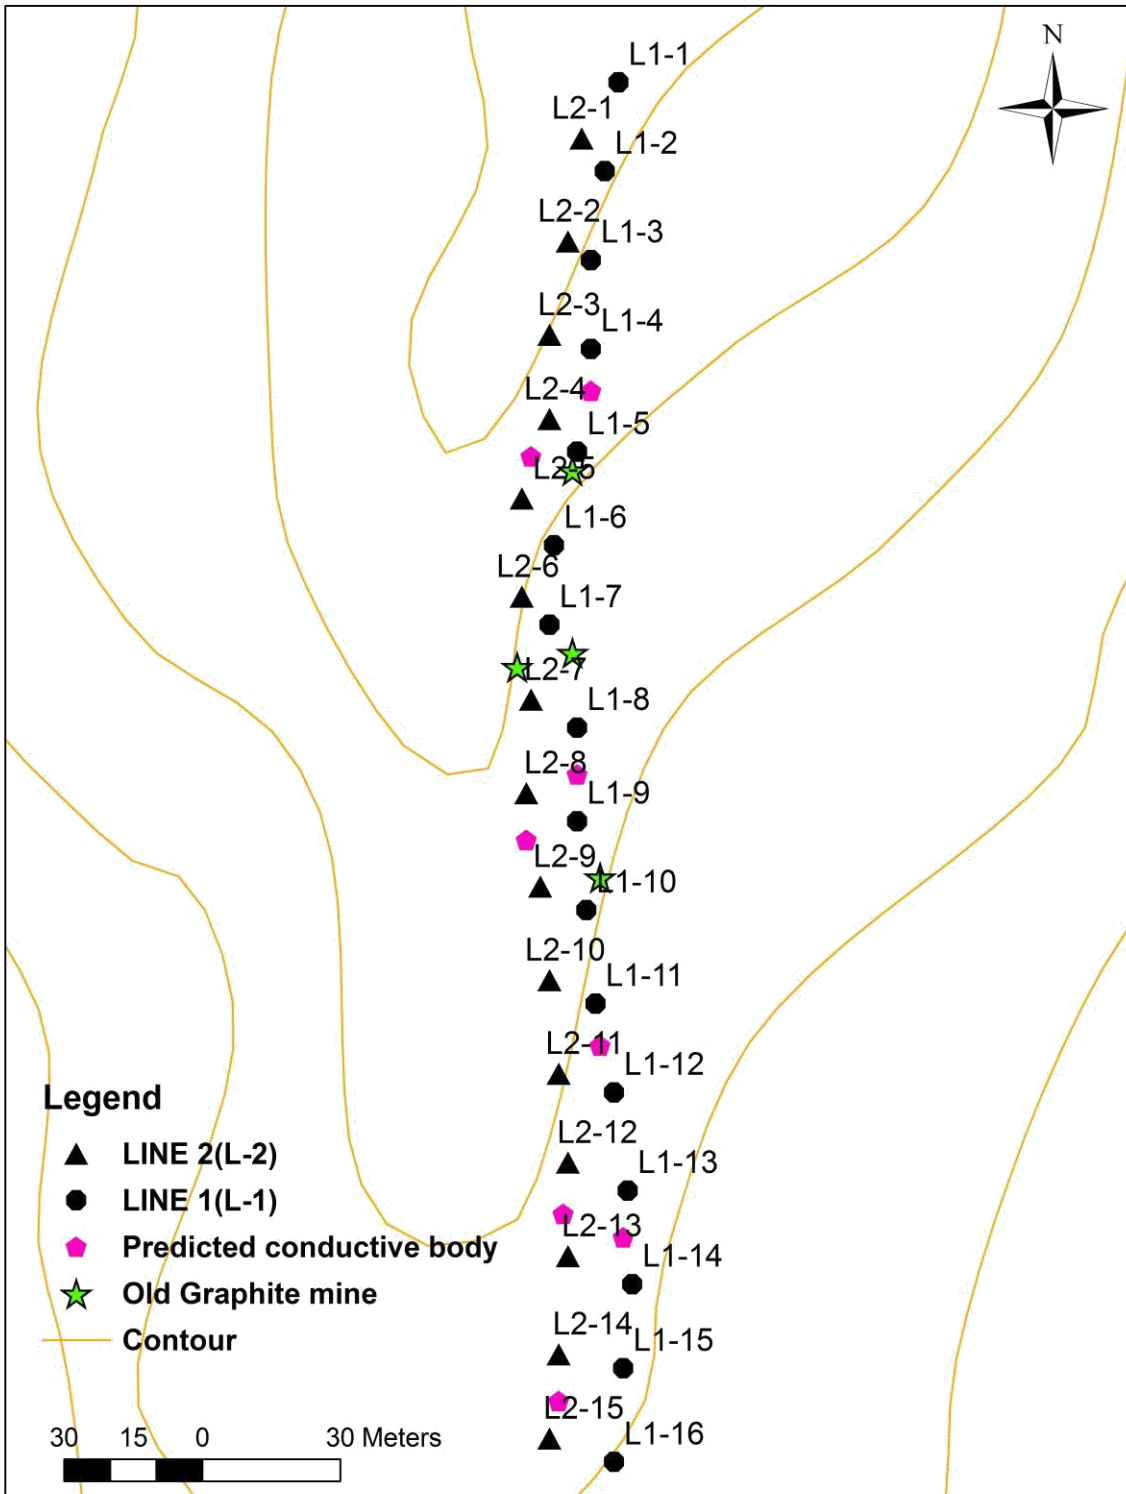 N
L1-1
L2-1
L1-2
L2-2
L1-3
L2-3
L1-4
L2-4
L1-5
L2-5
L1-6
L2-6
L1-7
L2-7
L1-8
L2-8
L1-9
L2-9
L1-10
L2-10
L1-11
L2-11
L1-12
L2-12
L1-13
L2-13
L1-14
L2-14
L1-15
L2-15
L1-16
Legend
LINE 2(L-2)
LINE 1(L-1)
Predicted conductive body
Old Graphite mine
Contour
30 15 0 30 Meters